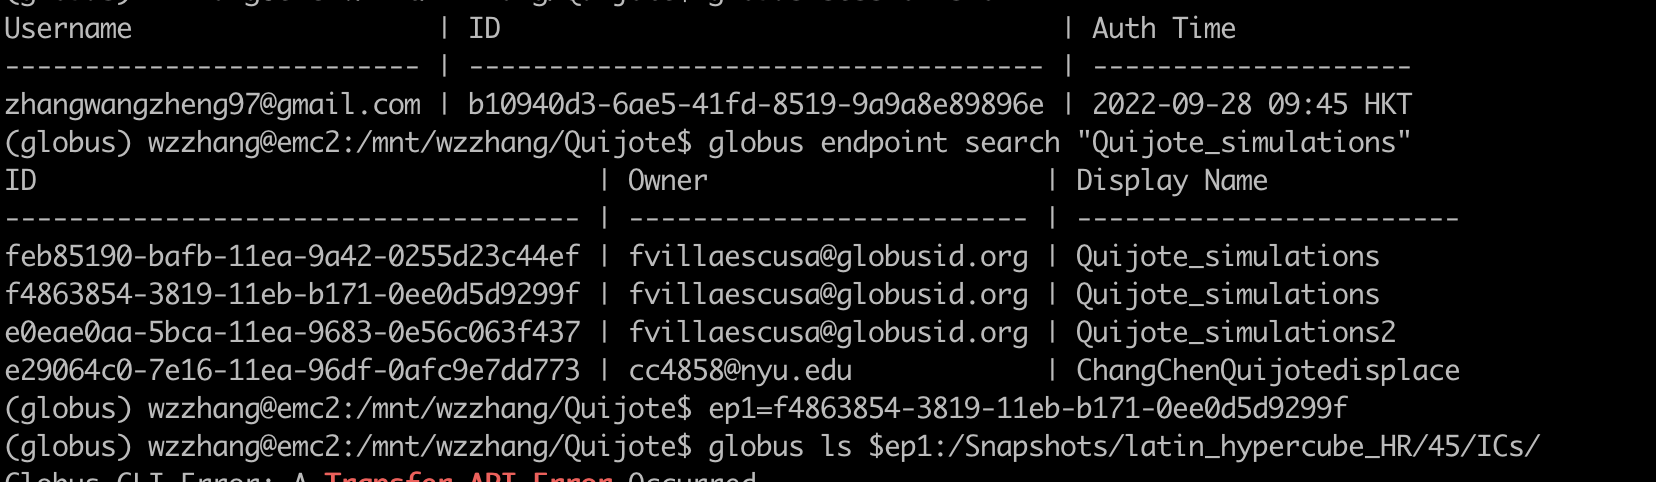 Username                   | ID                                   | Auth Time
-------------------------- | ------------------------------------ | --------------------
zhangwangzheng97@gmail.com | b10940d3-6ae5-41fd-8519-9a9a8e89896e | 2022-09-28 09:45 HKT
(globus) wzzhang@emc2:/mnt/wzzhang/Quijote$ globus endpoint search "Quijote_simulations"
ID                                   | Owner                     | Display Name
------------------------------------ | ------------------------- | ------------------------
feb85190-bafb-11ea-9a42-0255d23c44ef | fvillaescusa@globusid.org | Quijote_simulations
f4863854-3819-11eb-b171-0ee0d5d9299f | fvillaescusa@globusid.org | Quijote_simulations
e0eae0aa-5bca-11ea-9683-0e56c063f437 | fvillaescusa@globusid.org | Quijote_simulations2
e29064c0-7e16-11ea-96df-0afc9e7dd773 | cc4858@nyu.edu            | ChangChenQuijotedisplace
(globus) wzzhang@emc2:/mnt/wzzhang/Quijote$ ep1=f4863854-3819-11eb-b171-0ee0d5d9299f
(globus) wzzhang@emc2:/mnt/wzzhang/Quijote$ globus ls $ep1:/Snapshots/latin_hypercube_HR/45/ICs/
Globus CLI Error: A Transfer API Error Occurred